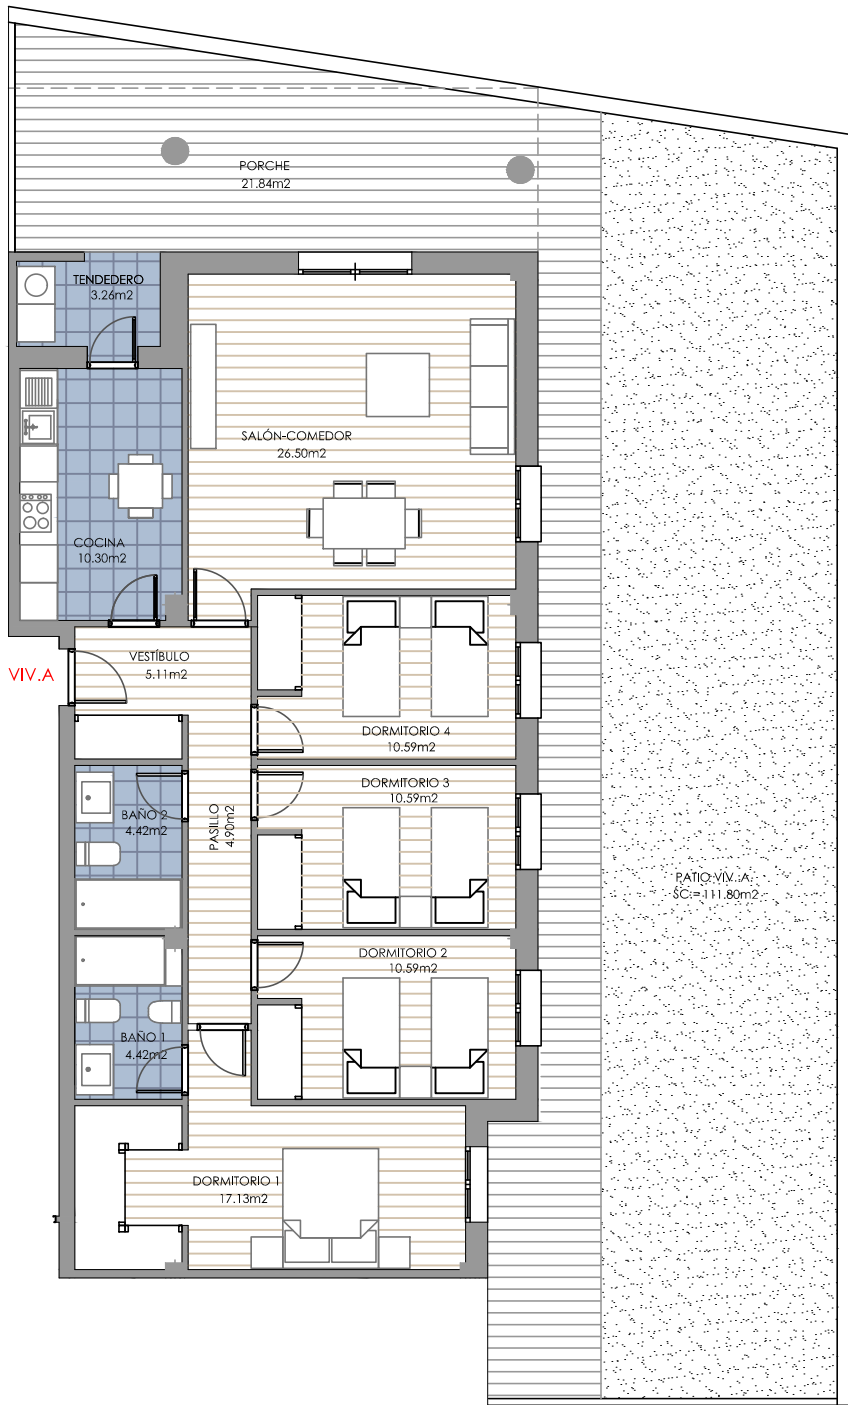 PORCHE
21.84m2
TENDEDERO
3.26m2
SALÓN-COMEDOR
26.50m2
COCINA
10.30m2
VESTÍBULO
5.11m2
VIV.A
DORMITORIO 4
10.59m2
DORMITORIO 3
10.59m2
BAÑO 2
4.42m2
PASILLO
4.90m2
PATIO VIV. A
SC = 111.80m2
DORMITORIO 2
10.59m2
BAÑO 1
4.42m2
DORMITORIO 1
17.13m2